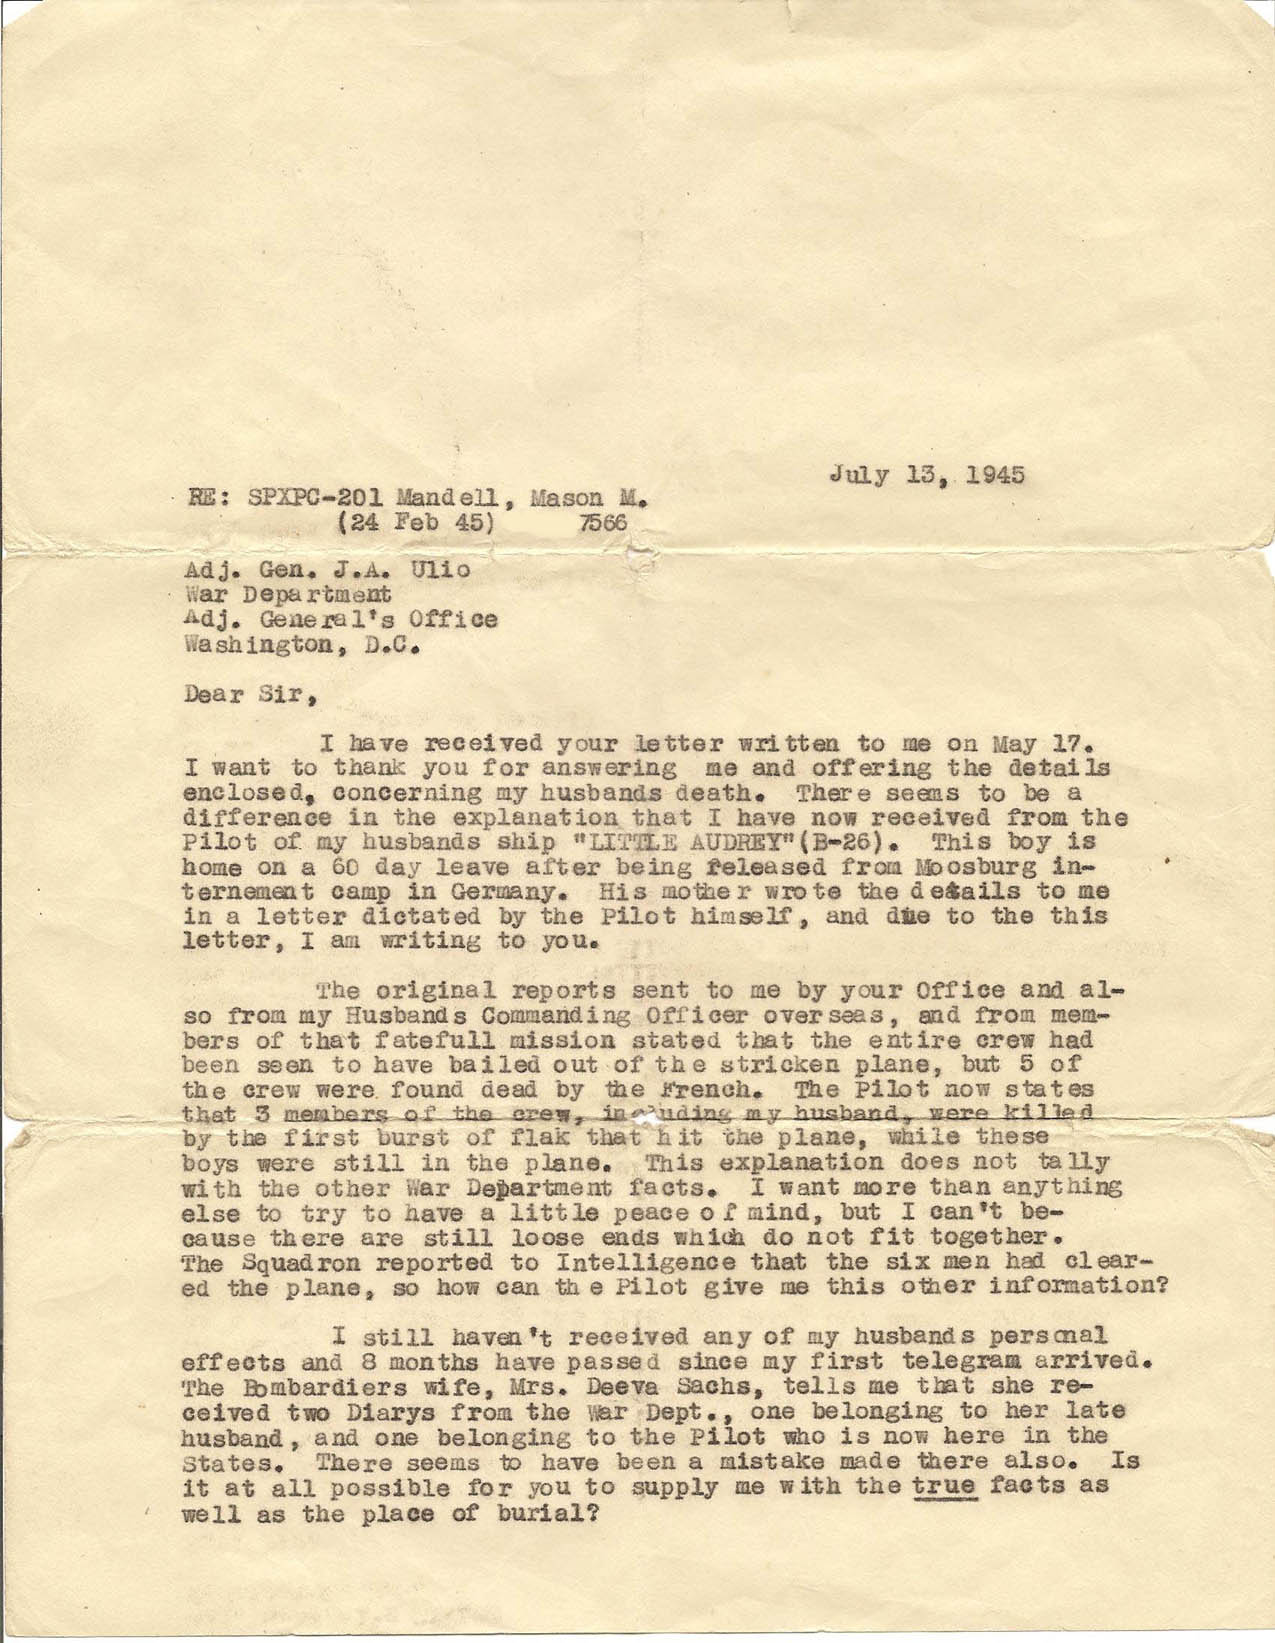 July 13, 1945
RE: SPXPC-201 Mandell, Mason M.
(24 Feb 45) 7566
Adj. Gen. J.A. Ulio
War Department
Adj. General's Office
Washington, D.C.
Dear Sir,
I have received your letter written to me on May 17.
I want to thank you for answering me and offering the details
enclosed, concerning my husbands death. There seems to be a
difference in the explanation that I have now received from the
Pilot of my husbands ship "LITTLE AUDREY"(B-26). This boy is
home on a 60 day leave after being released from Moosburg in-
ternement camp in Germany. His mother wrote the details to me
in a letter dictated by the Pilot himself, and due to the this
letter, I am writing to you.
The original reports sent to me by your Office and al-
so from my Husbands Commanding Officer overseas, and from mem-
bers of that fatefull mission stated that the entire crew had
been seen to have bailed out of the stricken plane, but 5 of
the crew were found dead by the French. The Pilot now states
that 3 members of the crew, including my husband, were killed
by the first burst of flak that hit the plane, while these
boys were still in the plane. This explanation does not tally
with the other War Department facts. I want more than anything
else to try to have a little peace of mind, but I can't be-
cause there are still loose ends which do not fit together.
The Squadron reported to Intelligence that the six men had clear-
ed the plane, so how can the Pilot give me this other information?
I still haven't received any of my husbands personal
effects and 8 months have passed since my first telegram arrived.
The Bombardiers wife, Mrs. Deeva Sachs, tells me that she re-
ceived two Diarys from the War Dept., one belonging to her late
husband, and one belonging to the Pilot who is now here in the
States. There seems to have been a mistake made there also. Is
it at all possible for you to supply me with the true facts as
well as the place of burial?